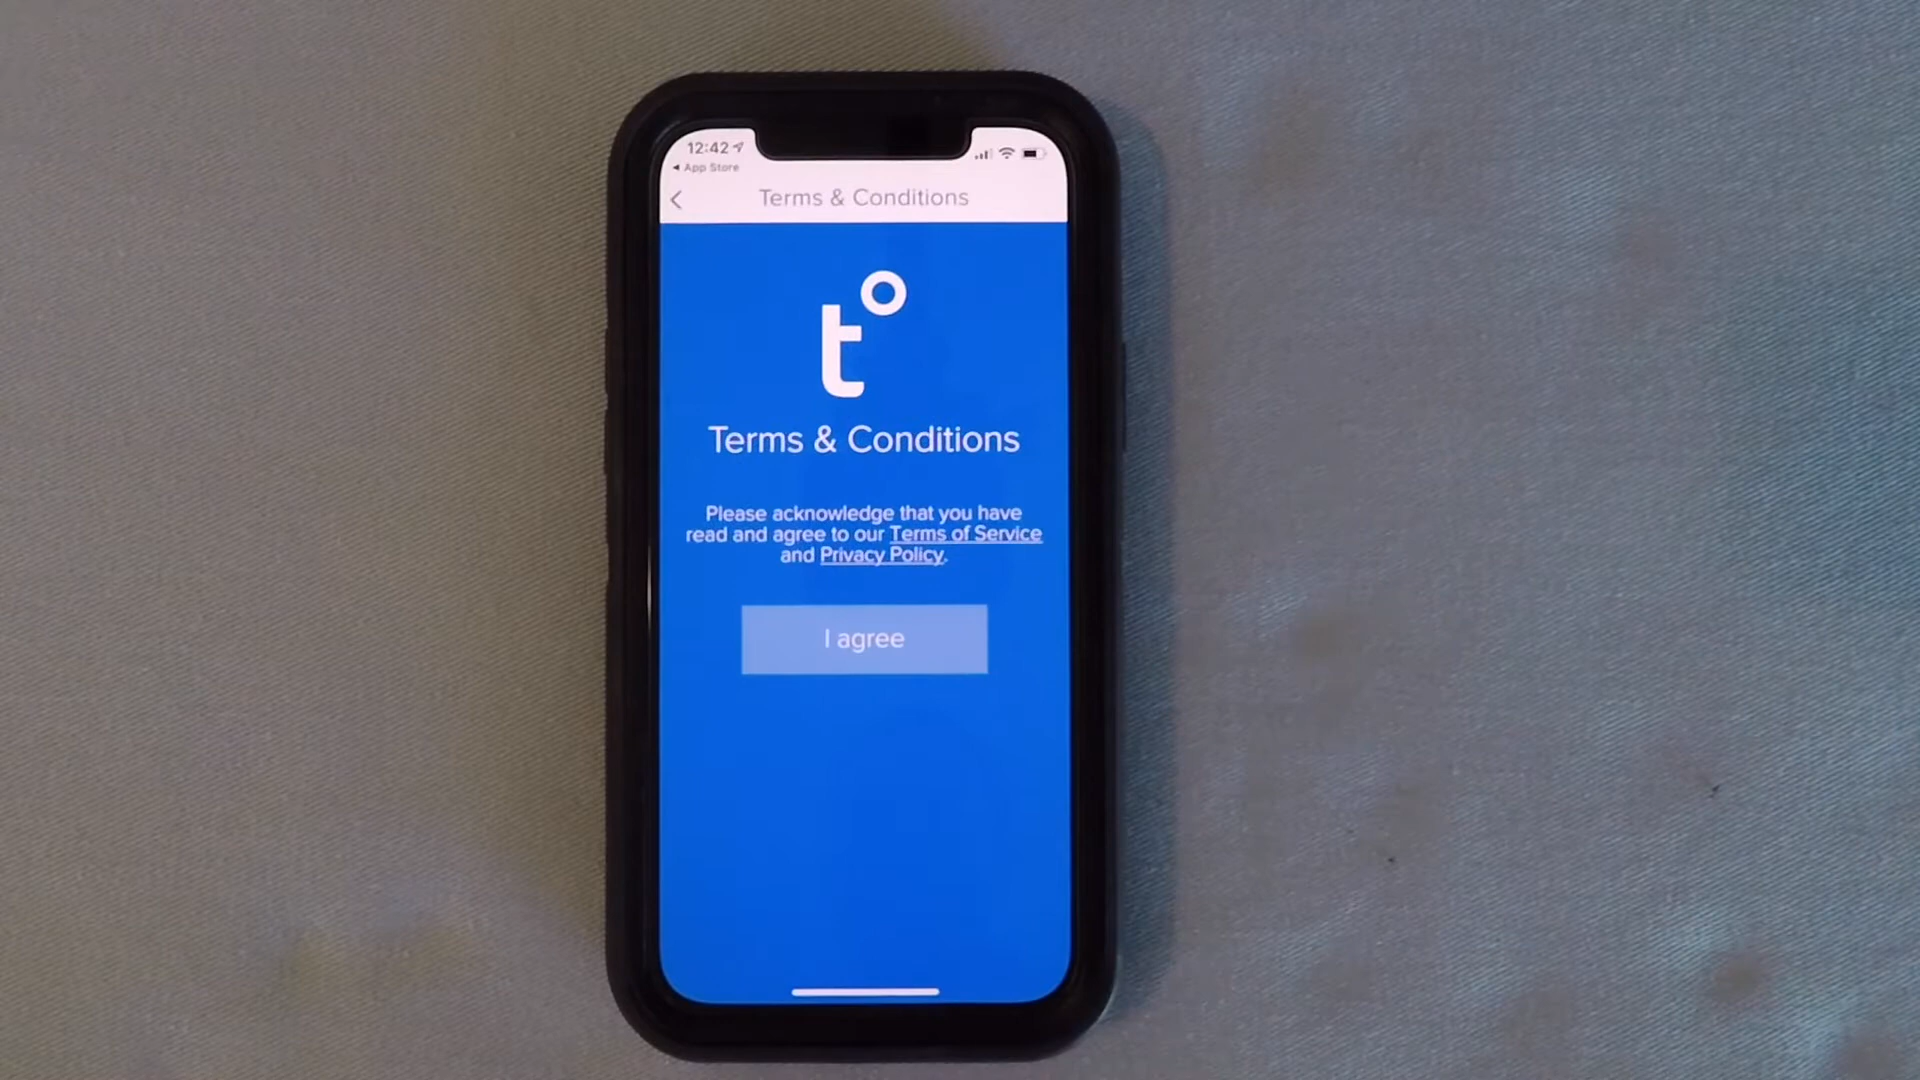 12:42
App Store
Terms & Conditions
t°
Terms & Conditions
Please acknowledge that you have
read and agree to our Terms of Service
and Privacy Policy.
I agree